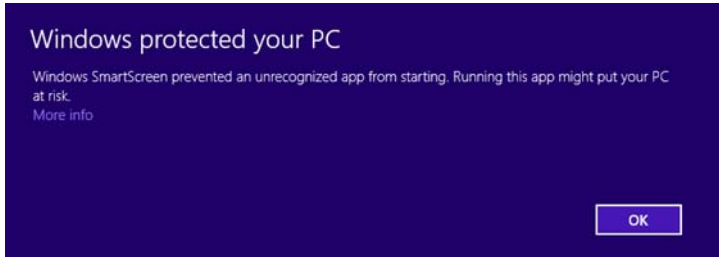 Windows protected your PC
Windows SmartScreen prevented an unrecognized app from starting. Running this app might put your PC
at risk.
More info
OK